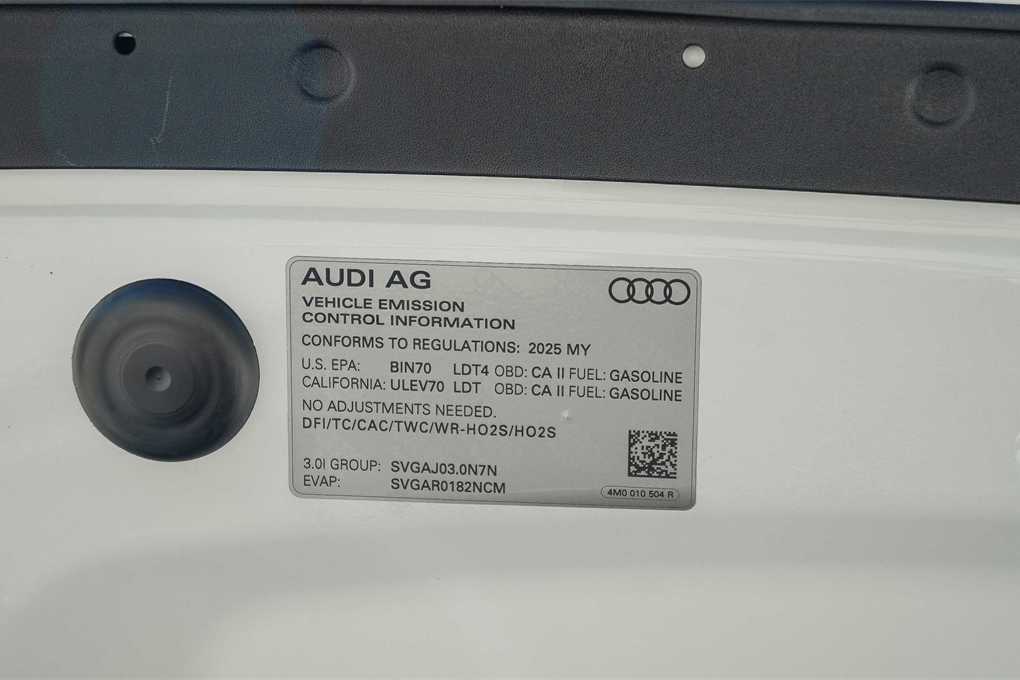 AUDI AG
VEHICLE EMISSION
CONTROL INFORMATION
CONFORMS TO REGULATIONS: 2025 MY
U.S. EPA: BIN70 LDT4 OBD: CA II FUEL: GASOLINE
CALIFORNIA: ULEV70 LDT OBD: CA II FUEL: GASOLINE
NO ADJUSTMENTS NEEDED.
DFI/TC/CAC/TWC/WR-HO2S/HO2S
3.0l GROUP: SVGAJ03.0N7N
EVAP: SVGAR0182NCM
4M0 010 504 R